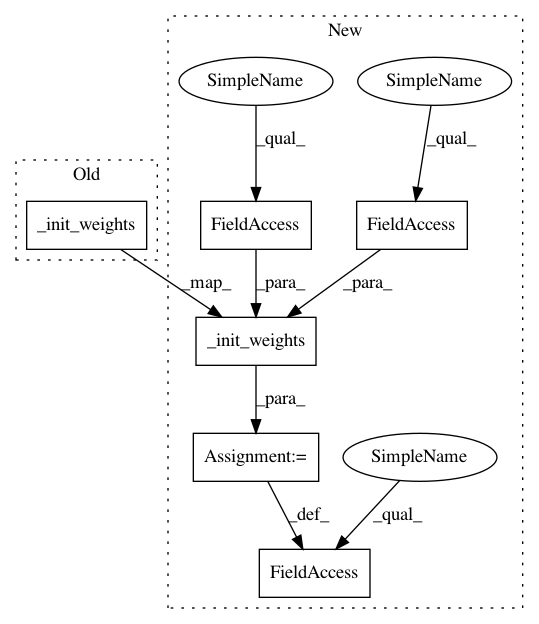 New
SimpleName
SimpleName
_qual_
_qual_
Old
_init_weights
FieldAccess
FieldAccess
_map_
_para_
_para_
_init_weights
_para_
Assignment:=
SimpleName
_def_
_qual_
FieldAccess